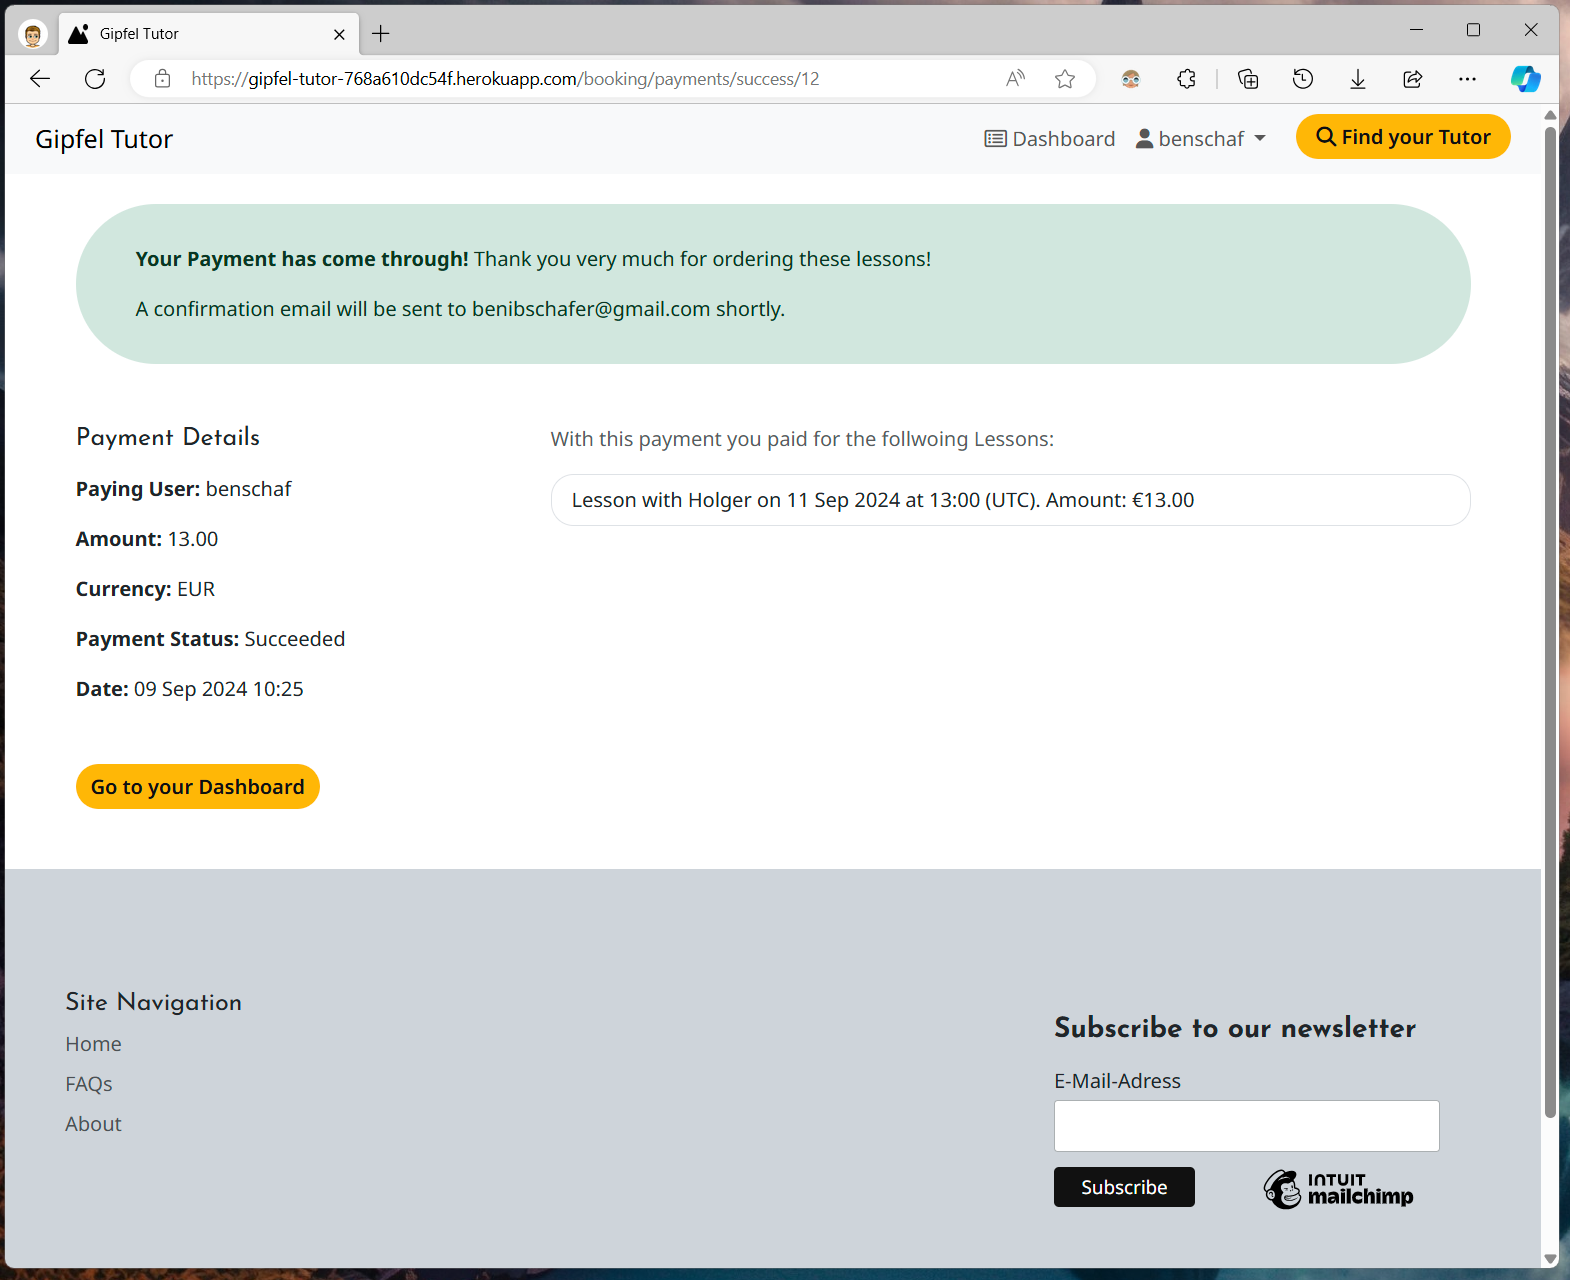 Gipfel Tutor
https://gipfel-tutor-768a610dc54f.herokuapp.com/booking/payments/success/12
Gipfel Tutor
Dashboard
benschaf
Find your Tutor
Your Payment has come through! Thank you very much for ordering these lessons!
A confirmation email will be sent to benibschafer@gmail.com shortly.
Payment Details
Paying User: benschaf
Amount: 13.00
Currency: EUR
Payment Status: Succeeded
Date: 09 Sep 2024 10:25
With this payment you paid for the follwoing Lessons:
Lesson with Holger on 11 Sep 2024 at 13:00 (UTC). Amount: €13.00
Go to your Dashboard
Site Navigation
Home
FAQs
About
Subscribe to our newsletter
E-Mail-Adress
Subscribe
INTUIT
mailchimp